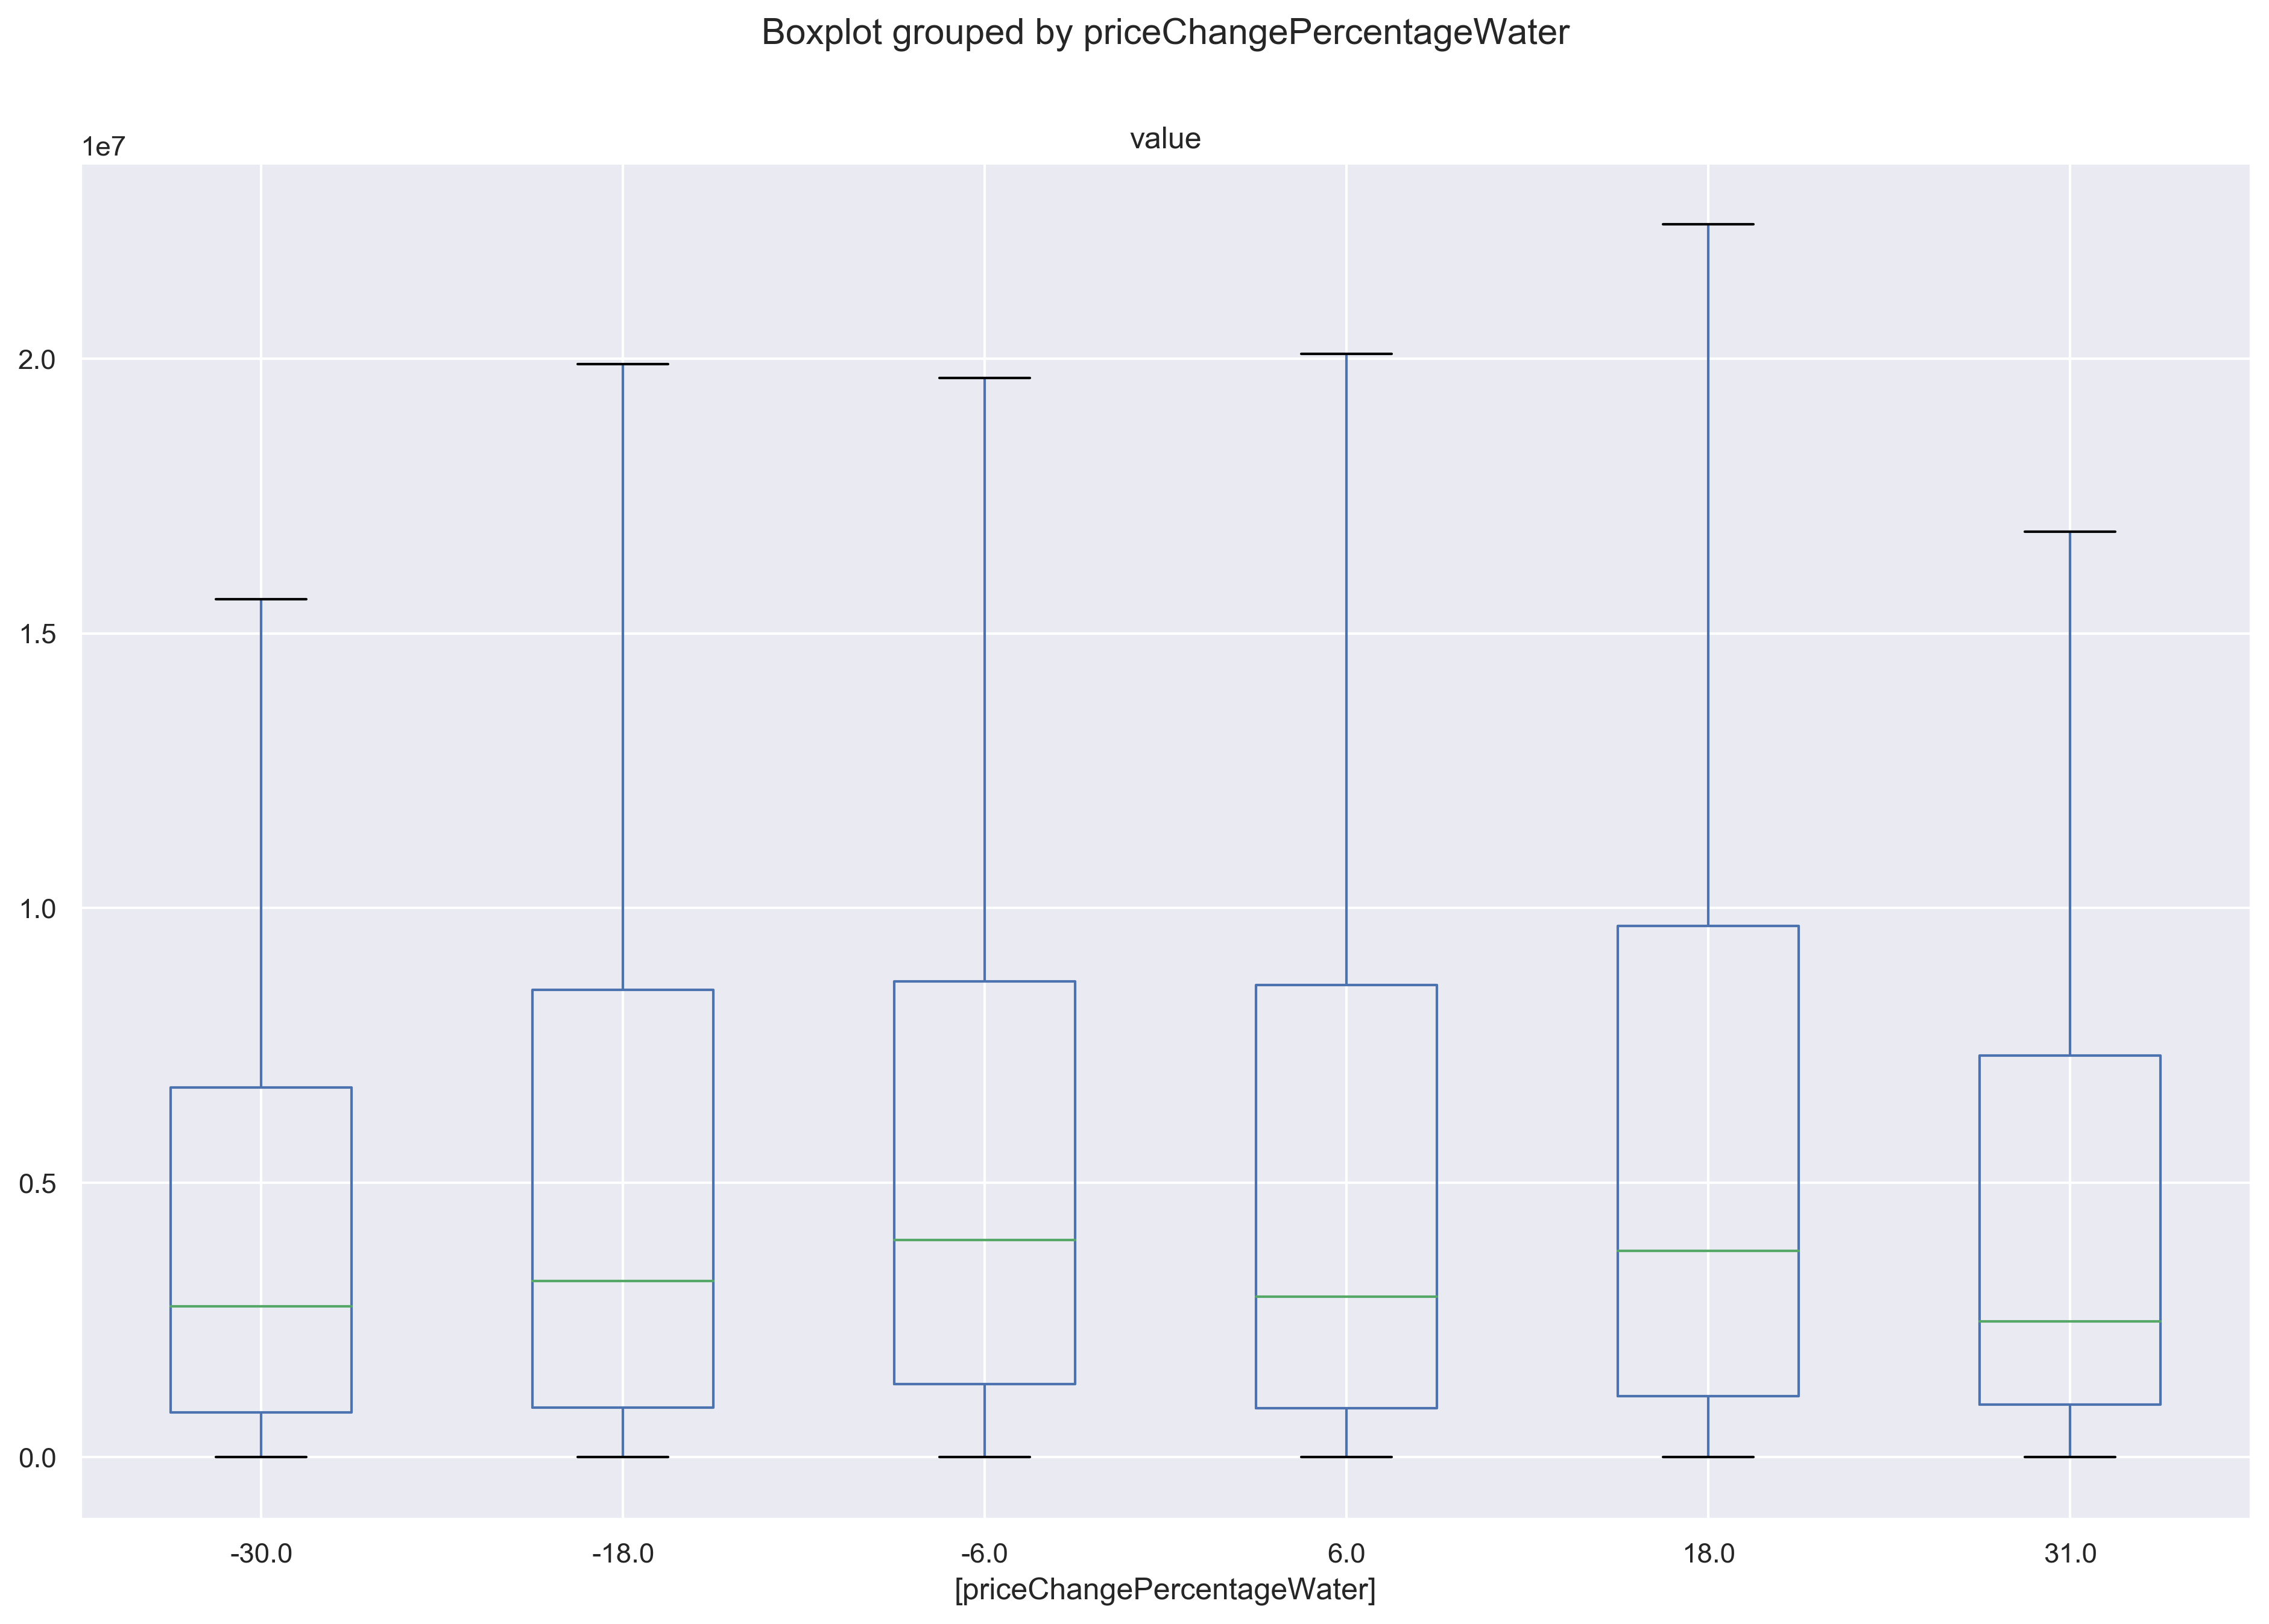 Boxplot grouped by priceChangePercentageWater
value
1e7
2.0
1.5
1.0
0.5
0.0
-30.0 -18.0 -6.0 6.0 18.0 31.0
[priceChangePercentageWater]